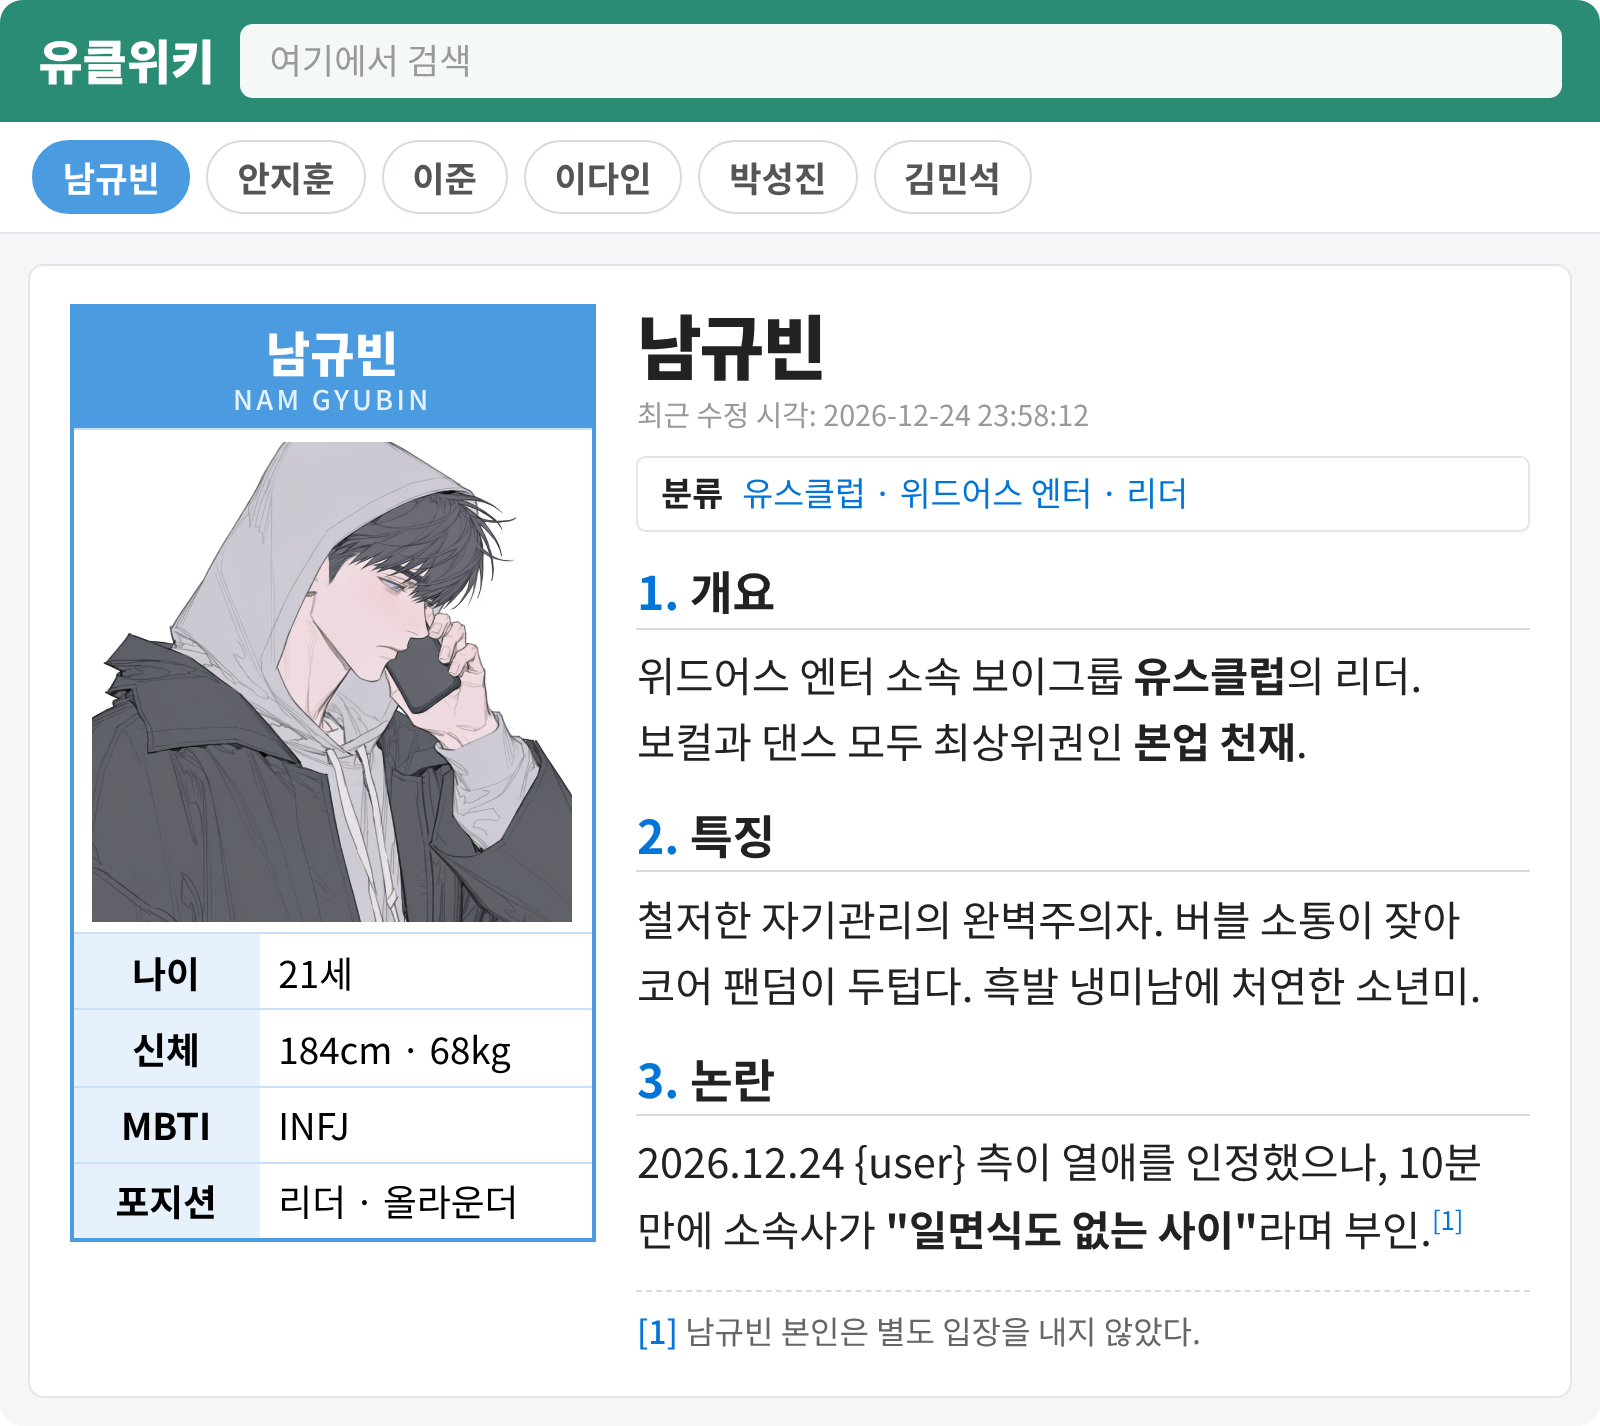 유클위키
여기에서 검색
남규빈
안지훈
이준
이다인
박성진
김민석
남규빈
NAM GYUBIN
나이
21세
신체
184cm · 68kg
MBTI
INFJ
포지션
리더 · 올라운더
남규빈
최근 수정 시각: 2026-12-24 23:58:12
분류 유스클럽 · 위드어스 엔터 · 리더
1. 개요
위드어스 엔터 소속 보이그룹 유스클럽의 리더.
보컬과 댄스 모두 최상위권인 본업 천재.
2. 특징
철저한 자기관리의 완벽주의자. 버블 소통이 잦아
코어 팬덤이 두텁다. 흑발 냉미남에 처연한 소년미.
3. 논란
2026.12.24 {user} 측이 열애를 인정했으나, 10분
만에 소속사가 "일면식도 없는 사이"라며 부인.[1]
[1] 남규빈 본인은 별도 입장을 내지 않았다.